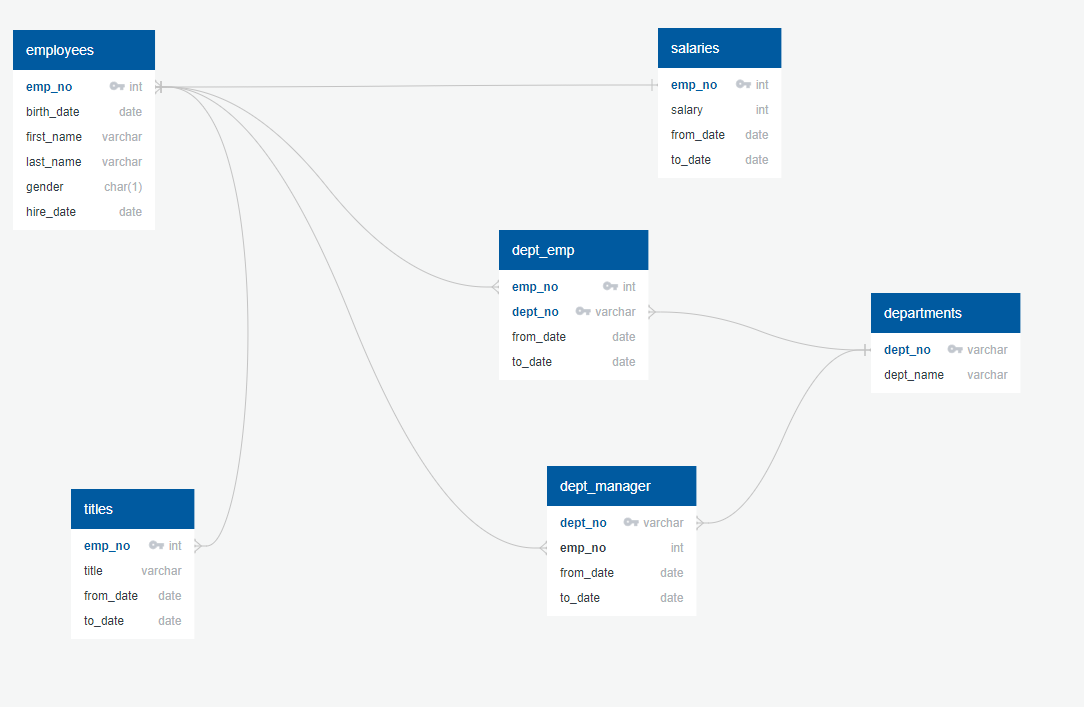 employees
emp_no int
birth_date date
first_name varchar
last_name varchar
gender char(1)
hire_date date
salaries
emp_no int
salary int
from_date date
to_date date
dept_emp
emp_no int
dept_no varchar
from_date date
to_date date
departments
dept_no varchar
dept_name varchar
titles
emp_no int
title varchar
from_date date
to_date date
dept_manager
dept_no varchar
emp_no int
from_date date
to_date date